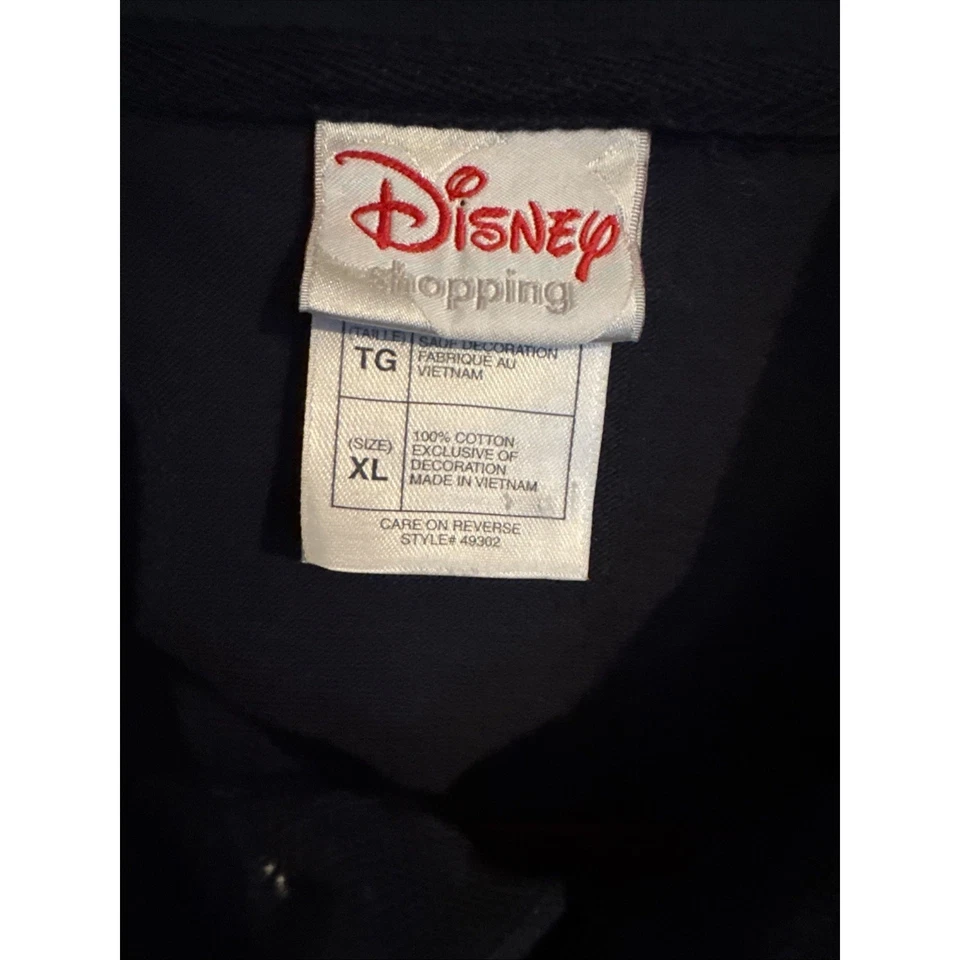 Disney
shopping
(TAILLE)
TG
SAUF DECORATION
FABRIQUE AU
VIETNAM
(SIZE)
XL
100% COTTON
EXCLUSIVE OF
DECORATION
MADE IN VIETNAM
CARE ON REVERSE
STYLE# 49302